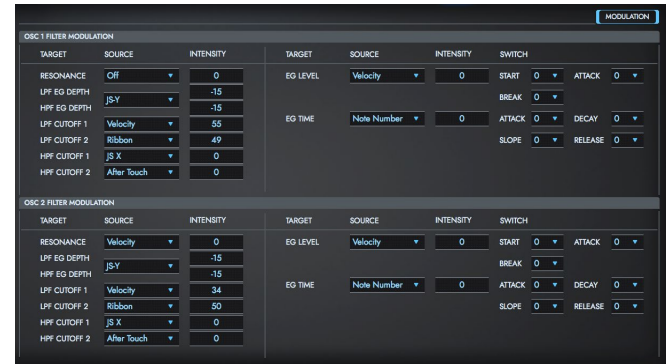 MODULATION
OSC 1 FILTER MODULATION
TARGET SOURCE INTENSITY TARGET SOURCE INTENSITY SWITCH
RESONANCE Off 0 EG LEVEL Velocity 0 START 0 ATTACK 0
LPF EG DEPTH JS-Y -15 BREAK 0
HPF EG DEPTH -15
LPF CUTOFF 1 Velocity 55 EG TIME Note Number 0 ATTACK 0 DECAY 0
LPF CUTOFF 2 Ribbon 49 SLOPE 0 RELEASE 0
HPF CUTOFF 1 JS X 0
HPF CUTOFF 2 After Touch 0
OSC 2 FILTER MODULATION
TARGET SOURCE INTENSITY TARGET SOURCE INTENSITY SWITCH
RESONANCE Velocity 0 EG LEVEL Velocity 0 START 0 ATTACK 0
LPF EG DEPTH JS-Y -15 BREAK 0
HPF EG DEPTH -15
LPF CUTOFF 1 Velocity 34 EG TIME Note Number 0 ATTACK 0 DECAY 0
LPF CUTOFF 2 Ribbon 50 SLOPE 0 RELEASE 0
HPF CUTOFF 1 JS X 0
HPF CUTOFF 2 After Touch 0